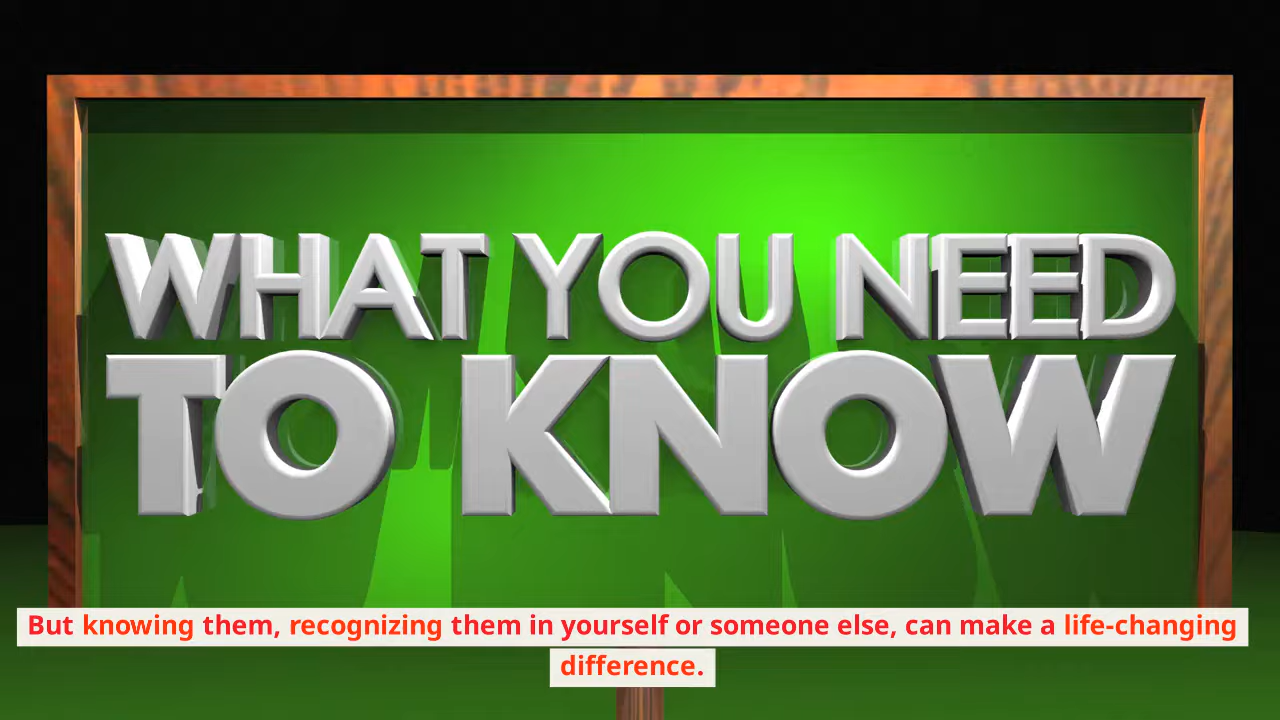 WHAT YOU NEED
TO KNOW
But knowing them, recognizing them in yourself or someone else, can make a life-changing
difference.